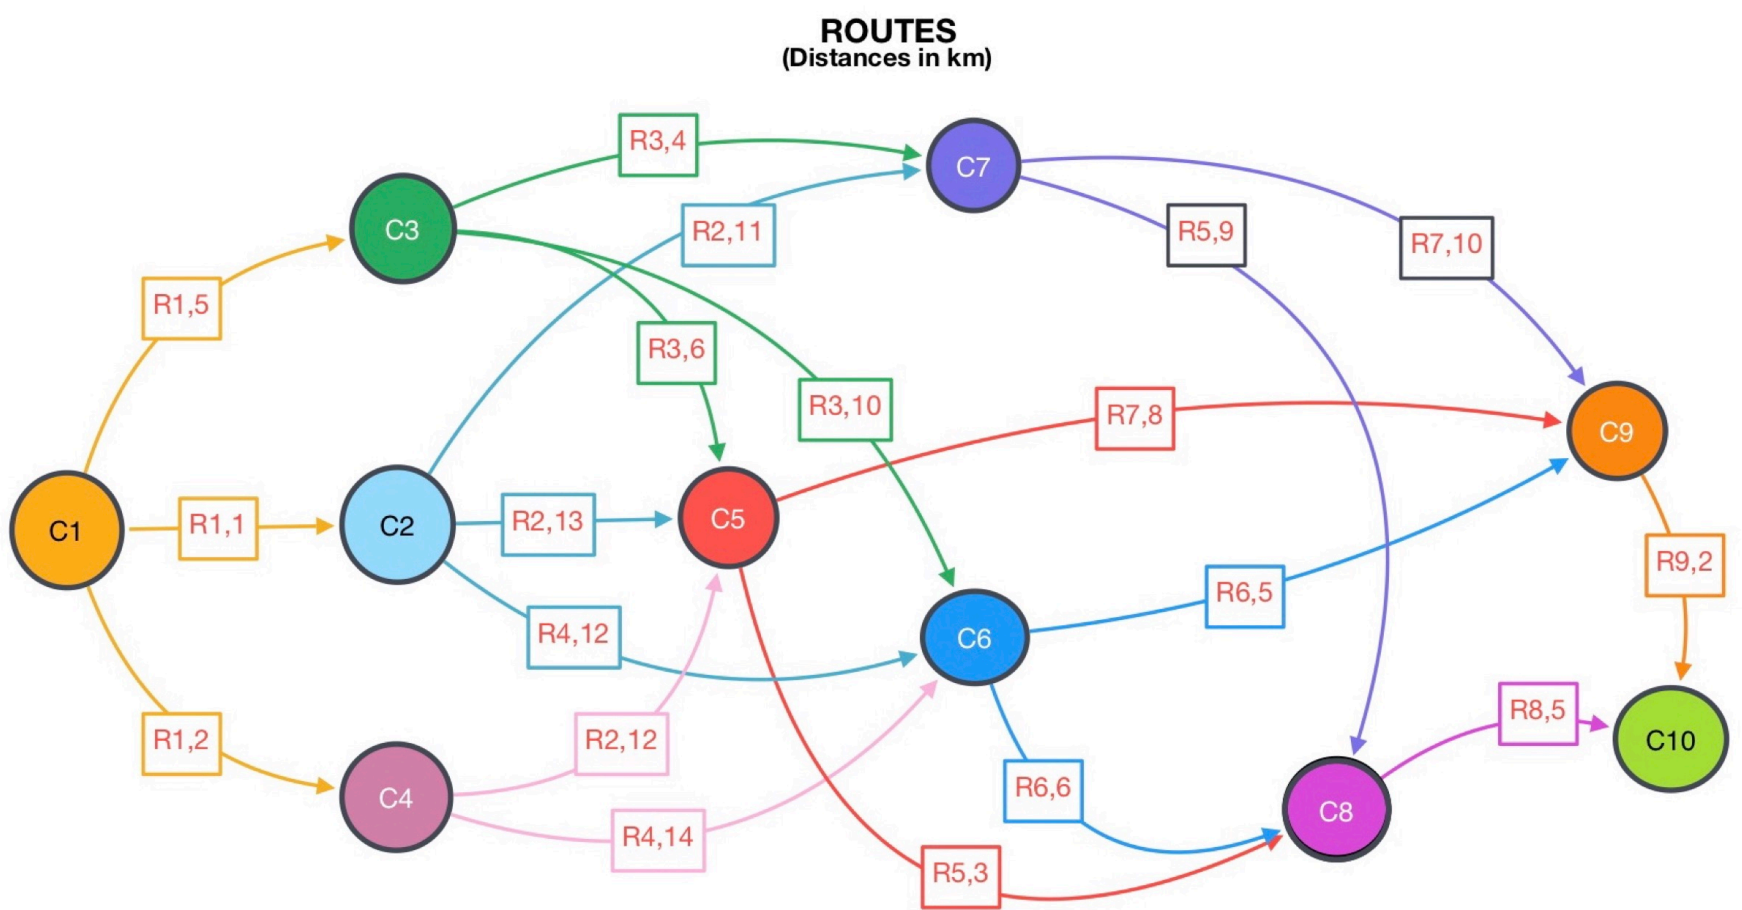 ROUTES
(Distances in km)
R3,4
C7
C3
R2,11
R5,9
R7,10
R1,5
R3,6
R3,10
R7,8
C9
C1
R1,1
C2
R2,13
C5
R9,2
R4,12
C6
R6,5
R1,2
R2,12
R8,5
C10
C4
R6,6
C8
R4,14
R5,3